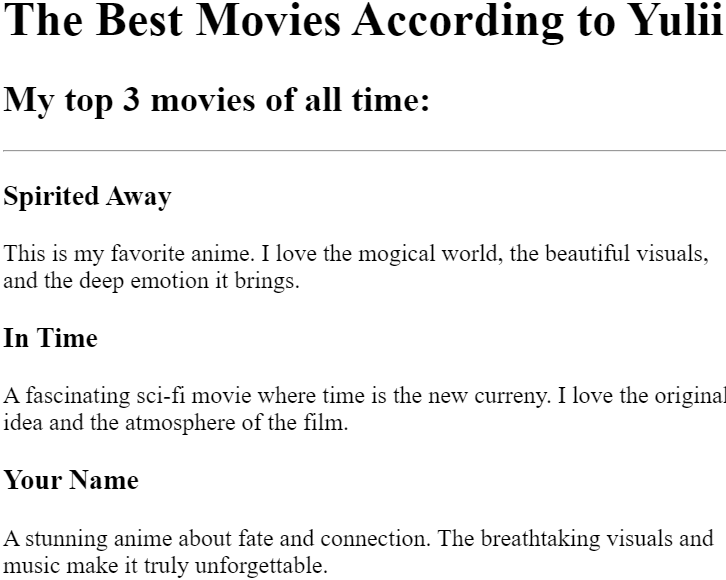 The Best Movies According to Yulii
My top 3 movies of all time:
Spirited Away
This is my favorite anime. I love the mogical world, the beautiful visuals,
and the deep emotion it brings.
In Time
A fascinating sci-fi movie where time is the new curreny. I love the original
idea and the atmosphere of the film.
Your Name
A stunning anime about fate and connection. The breathtaking visuals and
music make it truly unforgettable.